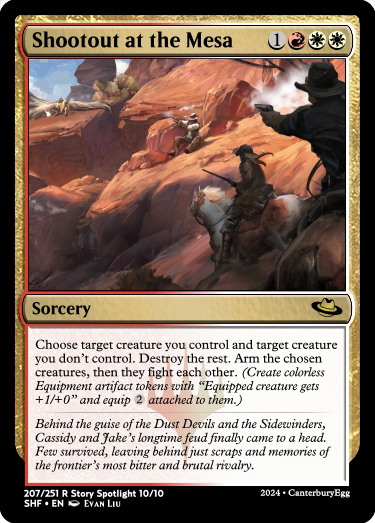 Shootout at the Mesa 1
Sorcery
Choose target creature you control and target creature
you don't control. Destroy the rest. Arm the chosen
creatures, then they fight each other. (Create colorless
Equipment artifact tokens with “Equipped creature gets
+1/+0” and equip 2 attached to them.)
Behind the guise of the Dust Devils and the Sidewinders,
Cassidy and Jake's longtime feud finally came to a head.
Few survived, leaving behind just scraps and memories of
the frontier's most bitter and brutal rivalry.
207/251 R Story Spotlight 10/10
SHF • EN Evan Liu
2024 • CanterburyEgg